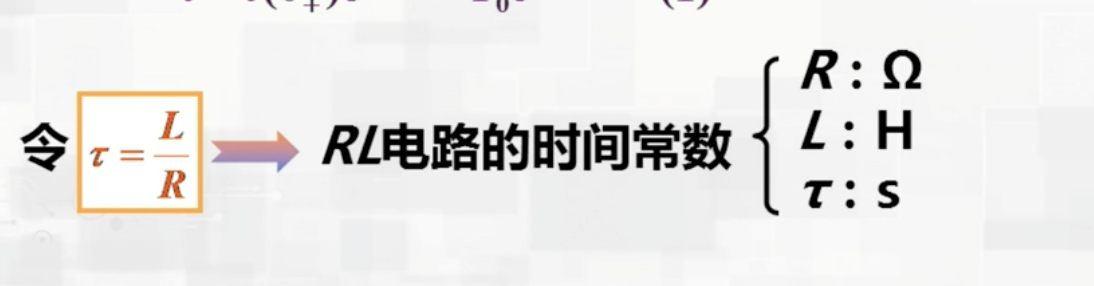 令 τ = L/R RL电路的时间常数
R : Ω
L : H
τ : s